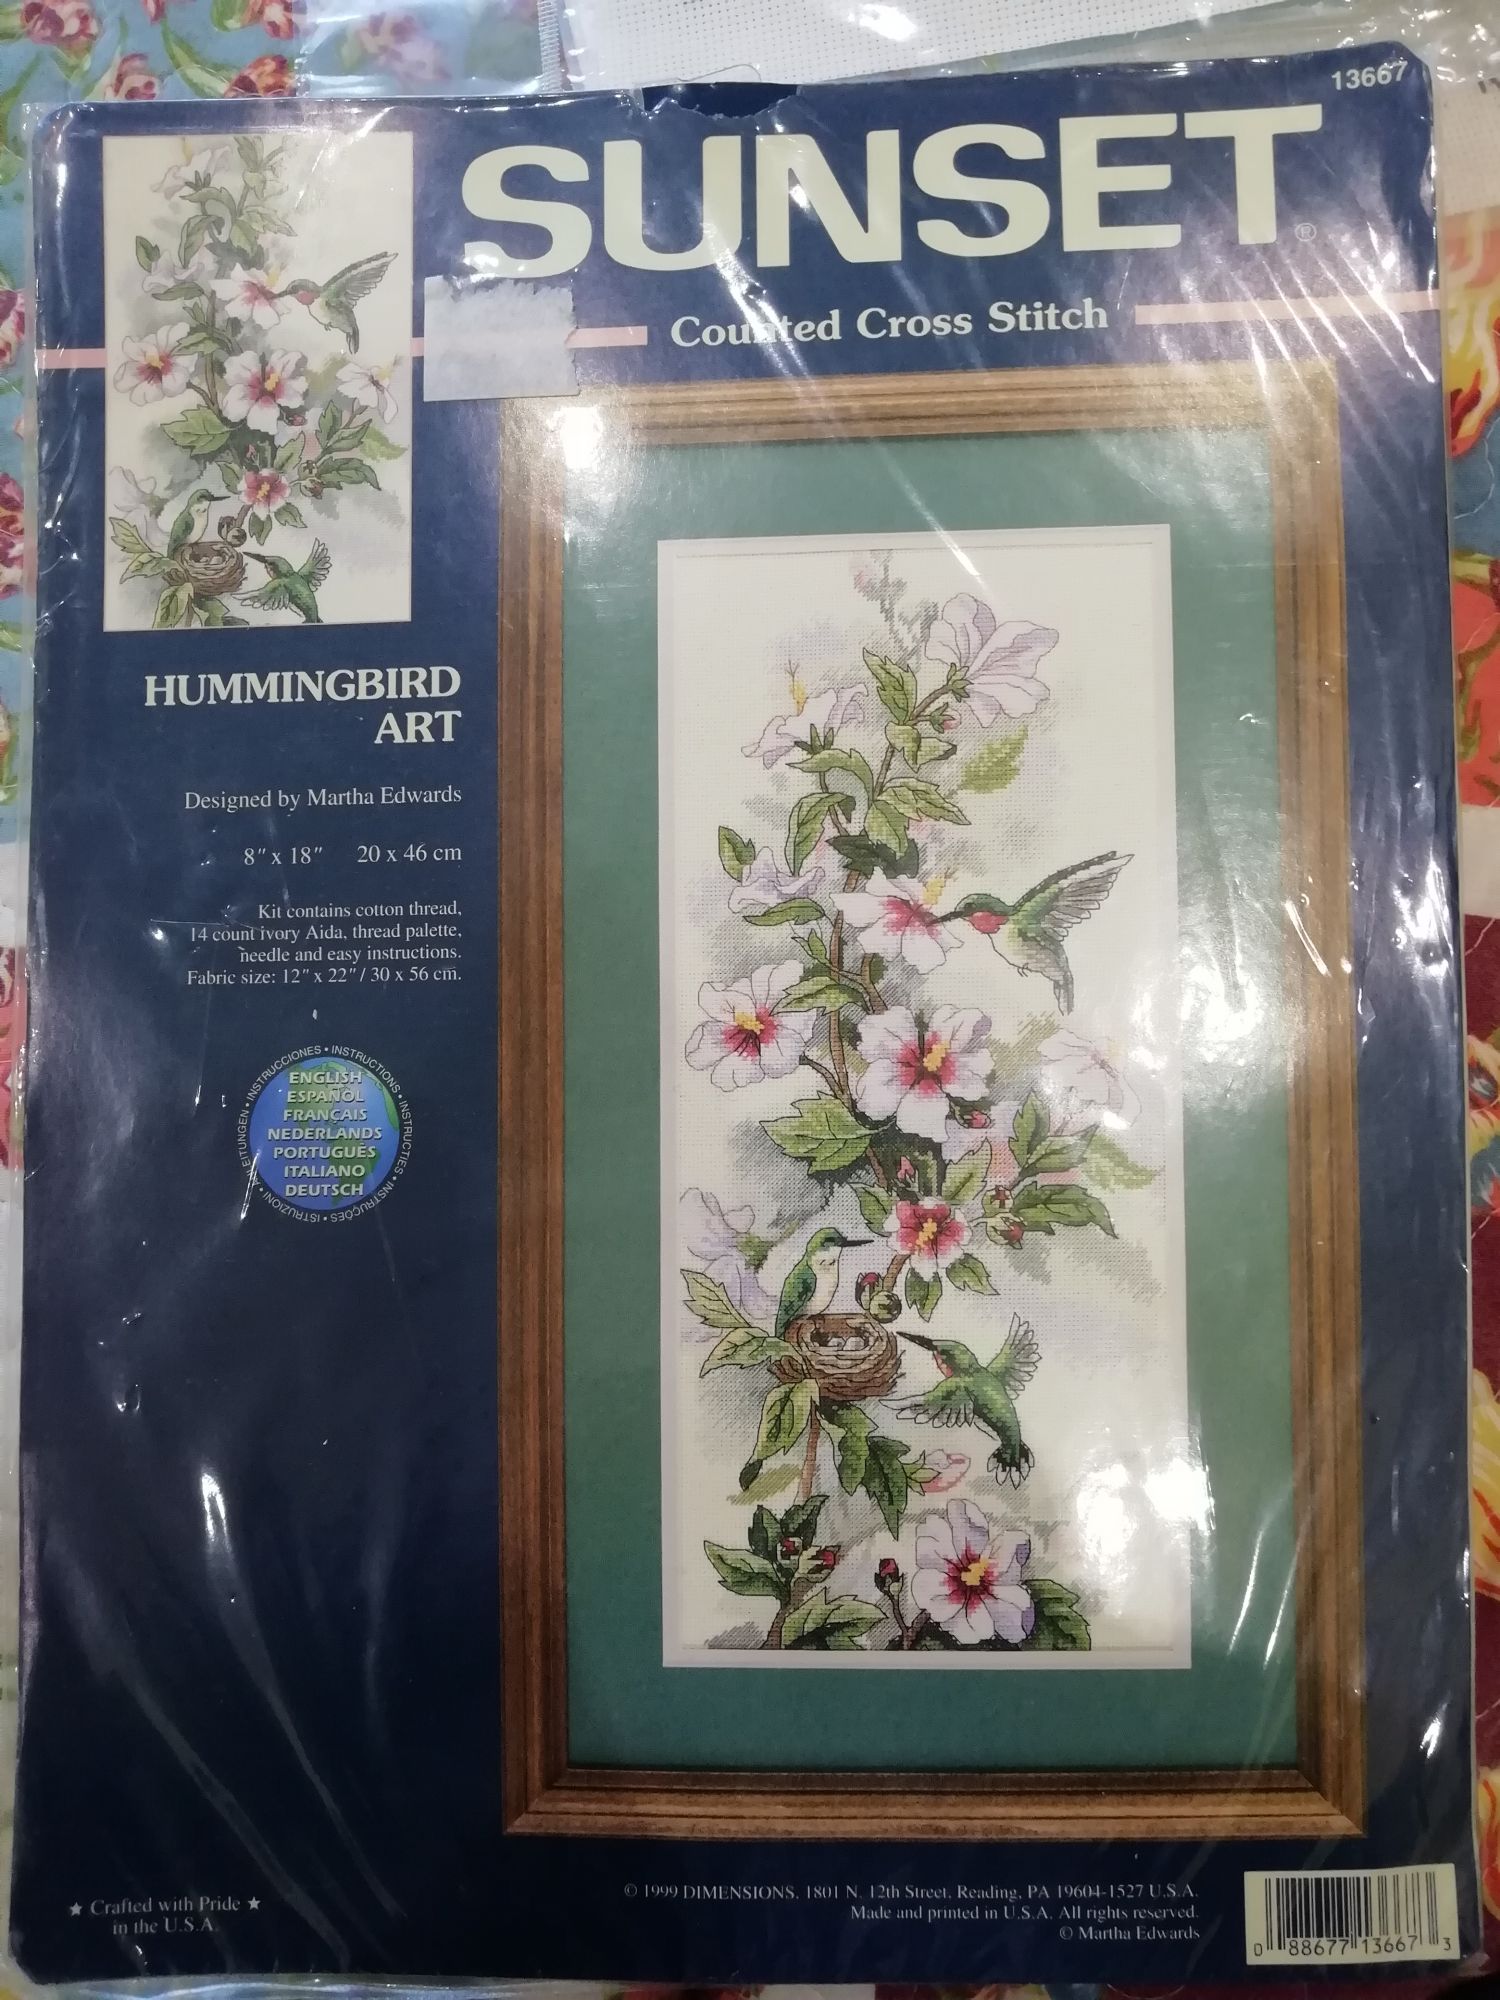 13667
SUNSET®
Counted Cross Stitch
HUMMINGBIRD
ART
Designed by Martha Edwards
8" x 18" 20 x 46 cm
Kit contains cotton thread,
14 count ivory Aida, thread palette,
needle and easy instructions.
Fabric size: 12" x 22" / 30 x 56 cm.
INSTRUCCIONES • INSTRUCTIONS • INSTRUCTIES • INSTRUÇÕES • ISTRUZIONI •
ENGLISH
ESPAÑOL
FRANÇAIS
NEDERLANDS
PORTUGUÊS
ITALIANO
DEUTSCH
★ Crafted with Pride ★
in the U.S.A.
© 1999 DIMENSIONS, 1801 N. 12th Street, Reading, PA 19604-1527 U.S.A.
Made and printed in U.S.A. All rights reserved.
© Martha Edwards
0 88677 13667 3